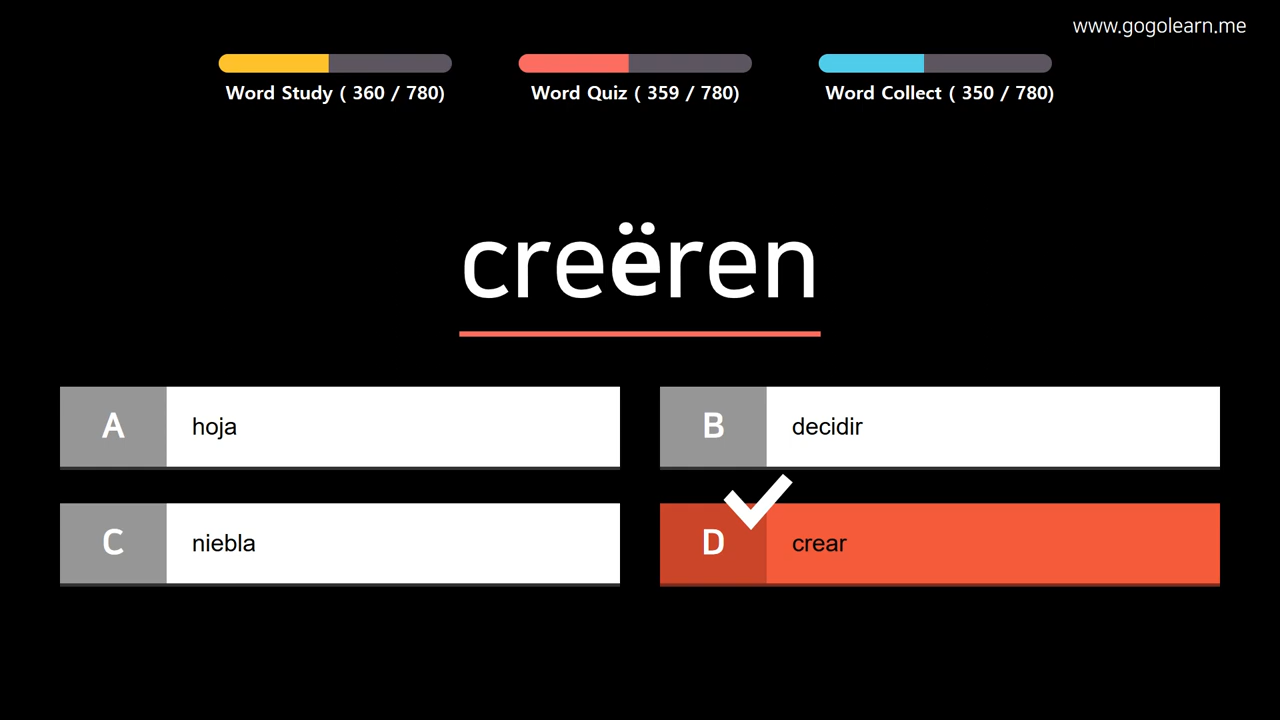 www.gogolearn.me
Word Study ( 360 / 780)
Word Quiz ( 359 / 780)
Word Collect ( 350 / 780)
creëren
A hoja
B decidir
C niebla
D crear